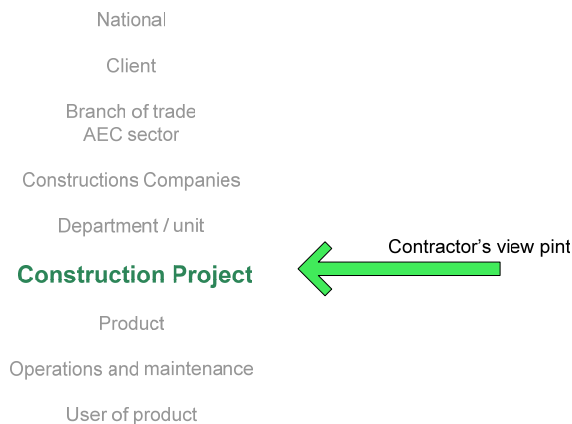 National
Client
Branch of trade
AEC sector
Constructions Companies
Department / unit
Contractor's view pint
Construction Project
Product
Operations and maintenance
User of product